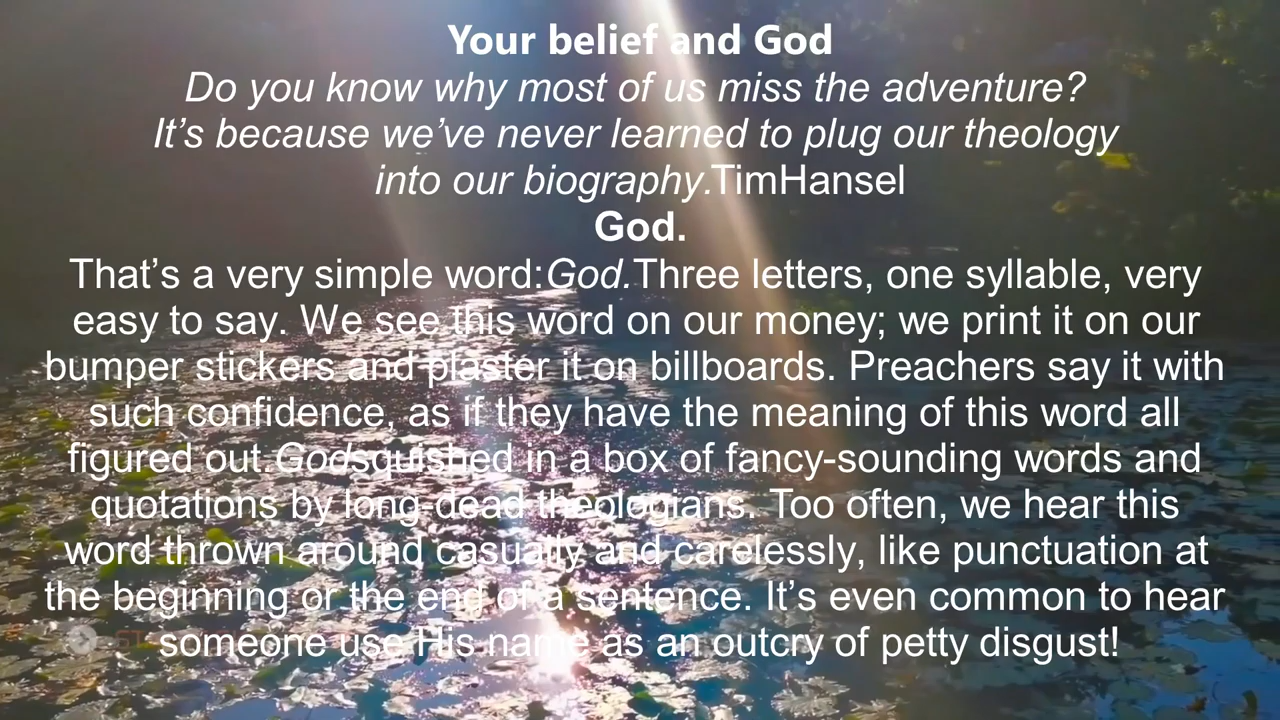 Your belief and God
Do you know why most of us miss the adventure?
It’s because we’ve never learned to plug our theology
into our biography.TimHansel
God.
That’s a very simple word:God.Three letters, one syllable, very
easy to say. We see this word on our money; we print it on our
bumper stickers and plaster it on billboards. Preachers say it with
such confidence, as if they have the meaning of this word all
figured out.Godsquished in a box of fancy-sounding words and
quotations by long-dead theologians. Too often, we hear this
word thrown around casually and carelessly, like punctuation at
the beginning or the end of a sentence. It’s even common to hear
someone use His name as an outcry of petty disgust!